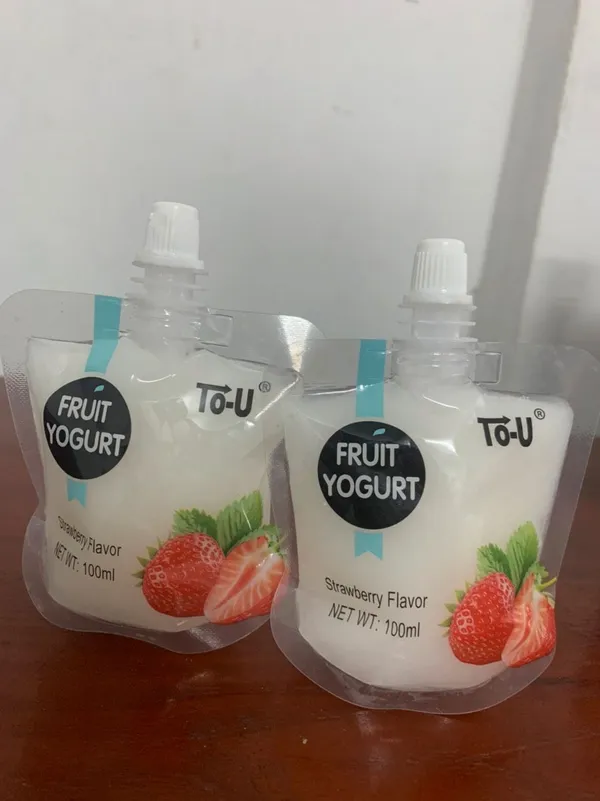 FRUIT
YOGURT
TO-U®
Strawberry Flavor
NET WT: 100ml
FRUIT
YOGURT
TO-U®
Strawberry Flavor
NET WT: 100ml